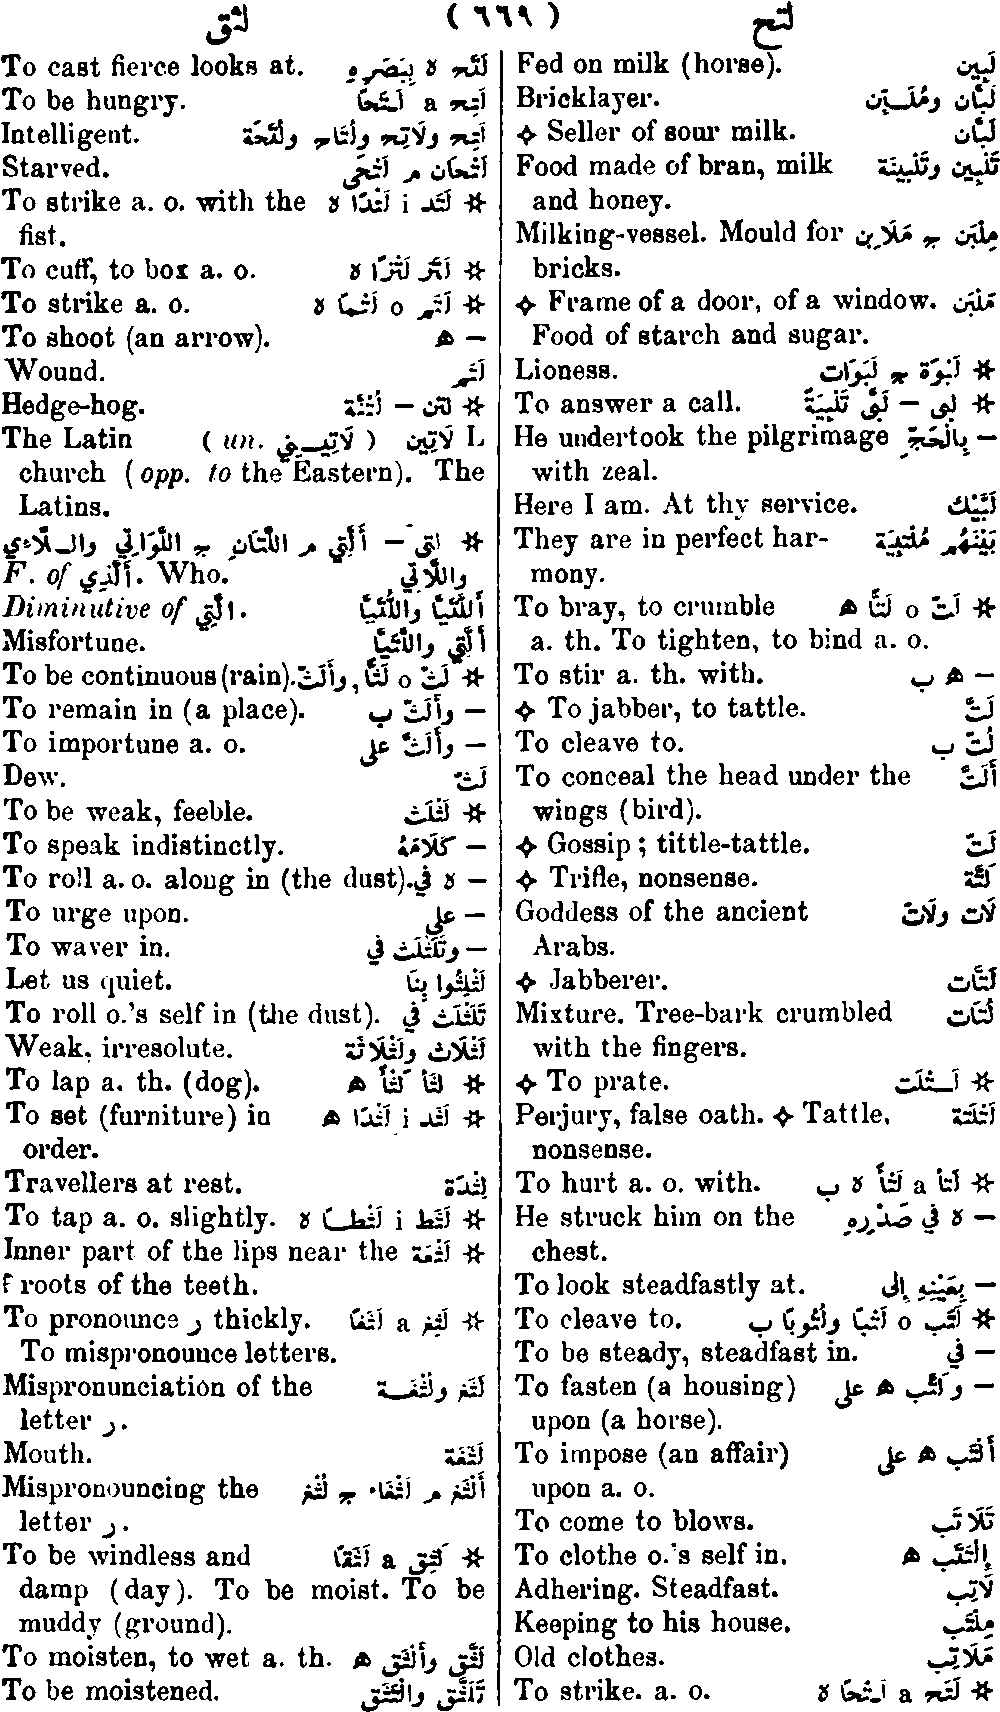 لثق ( ٦٦٩ ) لتح
Fed on milk (horse). لَبِين
Bricklayer. لَبَّان ومُلَبِّن
✧ Seller of sour milk. لَبَّان
Food made of bran, milk تَلْبِين وتَلْبِينَة
and honey.
Milking-vessel. Mould for مِلْبَن ج مَلَابِن
bricks.
✧ Frame of a door, of a window. مَلْبَن
Food of starch and sugar.
Lioness. ✲ لَبْوَة ج لَبَوَات
To answer a call. ✲ لبى – لَبَّى تَلْبِيَةً
He undertook the pilgrimage – بِالْحَجّ
with zeal.
Here I am. At thy service. لَبَّيْكَ
They are in perfect har- بَيْنَهُم مُلْتَبِيَة
mony.
To bray, to crumble ✲ لَتَّ o لَتًّا ه
a. th. To tighten, to bind a. o.
To stir a. th. with. – ه ب
✧ To jabber, to tattle. لَتَّ
To cleave to. لُتَّ ب
To conceal the head under the أَلَتَّ
wings (bird).
✧ Gossip ; tittle-tattle. لَتّ
✧ Trifle, nonsense. لَتَّة
Goddess of the ancient لَات ولَاتّ
Arabs.
✧ Jabberer. لَتَّات
Mixture. Tree-bark crumbled لُتَات
with the fingers.
✧ To prate. ✲ لَتْلَت
Perjury, false oath. ✧ Tattle, لَتْلَتَة
nonsense.
To hurt a. o. with. ✲ لَتَأ a لَتْأً ه ب
He struck him on the – ه في صَدْرِهِ
chest.
To look steadfastly at. – بِعَيْنِهِ إِلى
To cleave to. ✲ لَتَب o لَتْبًا ولُتُوبًا ب
To be steady, steadfast in. – في
To fasten (a housing) – ولَتَّب ه على
upon (a horse).
To impose (an affair) أَلْتَب ه على
upon a. o.
To come to blows. تَلَاتَب
To clothe o.'s self in. إِلْتَتَب ه
Adhering. Steadfast. لَاتِب
Keeping to his house. مِلْتَب
Old clothes. مَلَاتِب
To strike. a. o. ✲ لَتَح a لَتْحًا ه
To cast fierce looks at. لَتَح ه بِبَصَرِهِ
To be hungry. لَتِح a لَتَحًا
Intelligent. لَتِح ولَاتِح ولُتَاح ولُتَحَة
Starved. لَتْحَان م لَتْحَى
To strike a. o. with the ✲ لَتَد i لَتْدًا ه
fist.
To cuff, to box a. o. ✲ لَتَز لَتْزًا ه
To strike a. o. ✲ لَتَم o لَتْمًا ه
To shoot (an arrow). – ه
Wound. لَتْم
Hedge-hog. ✲ لتن – لُتْنَة
The Latin ( un. لَاتِينِي ) لَاتِين L
church (opp. to the Eastern). The
Latins.
✲ لتى – أَلَّتِي م اللَّتَان ج اللَّوَاتِي والـلَّاءِي
F. of أَلَّذِي. Who. واللَّاتِي
Diminutive of الَّتِي. أَللَّتَيَّا واللُّتَيَّا
Misfortune. أَلَّتِي واللَّتَيَّا
To be continuous (rain). ✲ لَثَّ o لَثًّا, وأَلَثَّ
To remain in (a place). – وأَلَثَّ ب
To importune a. o. – وأَلَثَّ على
Dew. لَثّ
To be weak, feeble. ✲ لَثْلَث
To speak indistinctly. – كَلَامَهُ
To roll a. o. along in (the dust). – ه في
To urge upon. – على
To waver in. – وتَلَثْلَث في
Let us quiet. لَثْلِثُوا بِنَا
To roll o.'s self in (the dust). تَلَثْلَث في
Weak, irresolute. لَثْلَاث ولَثْلَاثَة
To lap a. th. (dog). ✲ لَثَأ لَثْأً ه
To set (furniture) in ✲ لَثَد i لَثْدًا ه
order.
Travellers at rest. لِثْدَة
To tap a. o. slightly. ✲ لَثَط i لَثْطًا ه
Inner part of the lips near the ✲ لَثَعَة
roots of the teeth.
To pronounce ر thickly. ✲ لَثِغ a لَثَغًا
To mispronounce letters.
Mispronunciation of the لَثَغ ولُثْغَة
letter ر.
Mouth. لَثَغَة
Mispronouncing the أَلْثَغ م لَثْغَاء ج لُثْغ
letter ر.
To be windless and ✲ لَثِق a لَثَقًا
damp (day). To be moist. To be
muddy (ground).
To moisten, to wet a. th. لَثَّق وأَلْثَق ه
To be moistened. تَلَثَّق والْتَثَق